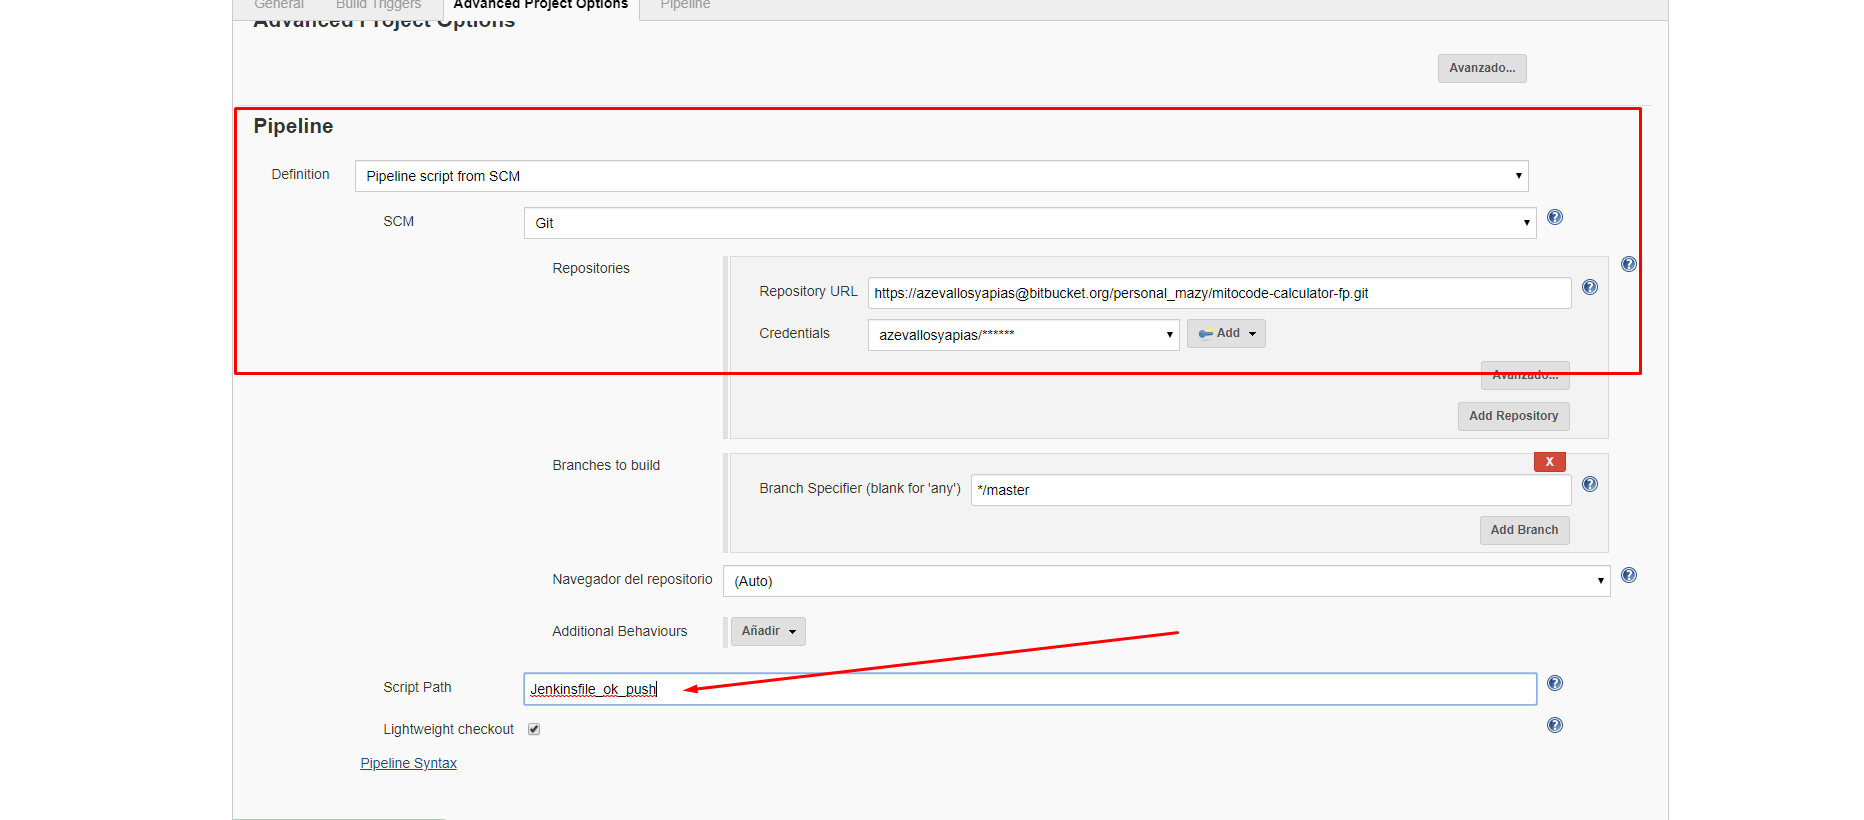 General Build Triggers Advanced Project Options Pipeline
Advanced Project Options
Avanzado...
Pipeline
Definition Pipeline script from SCM
SCM Git
Repositories
Repository URL https://azevallosyapias@bitbucket.org/personal_mazy/mitocode-calculator-fp.git
Credentials azevallosyapias/****** Add
Avanzado...
Add Repository
Branches to build
X
Branch Specifier (blank for 'any') */master
Add Branch
Navegador del repositorio (Auto)
Additional Behaviours Añadir
Script Path Jenkinsfile_ok_push
Lightweight checkout
Pipeline Syntax